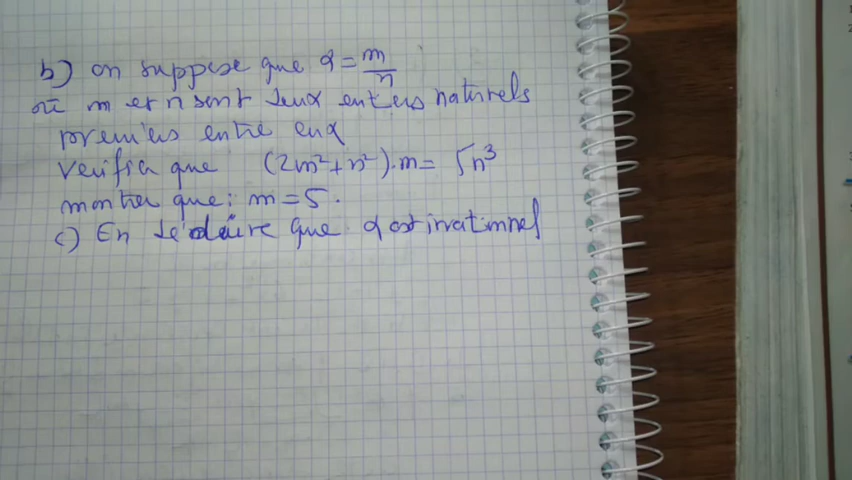 b) on suppose que α = m/n
où m et n sont deux entiers naturels
premiers entre eux
verifier que (2m²+n²).m = 5n³
montrer que : m = 5.
c) En déduire que α est irrationnel